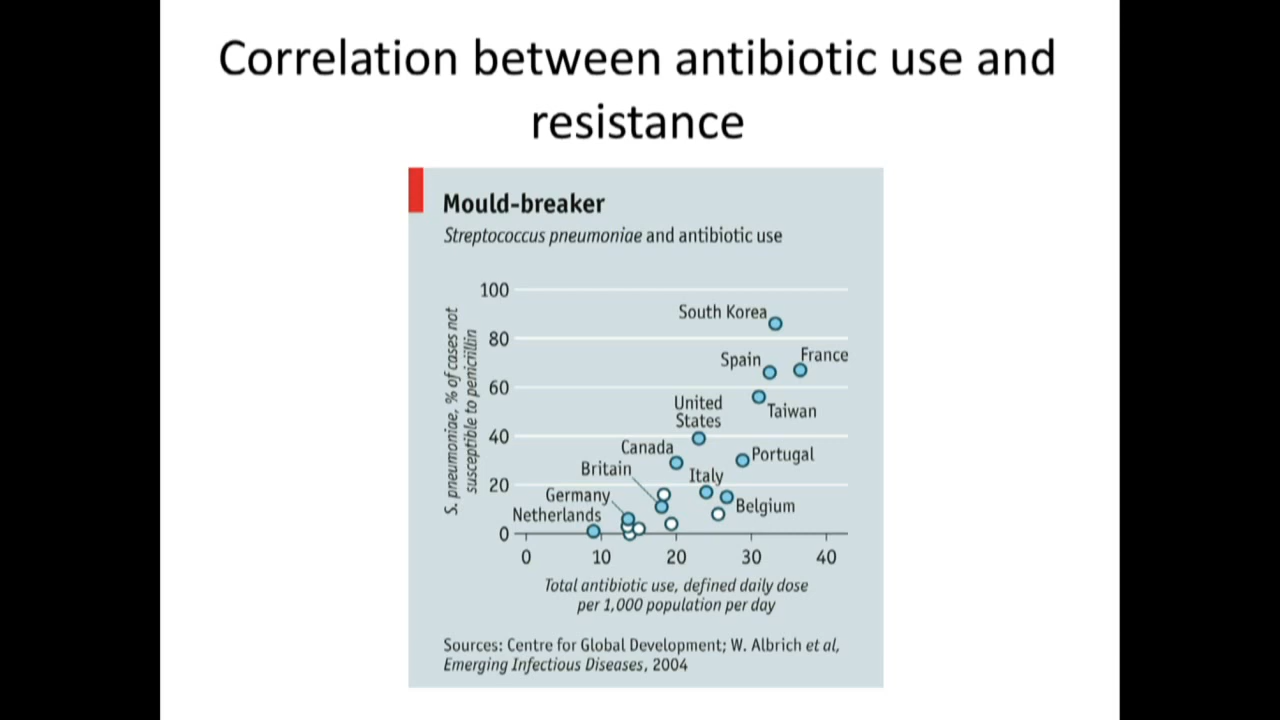 Correlation between antibiotic use and
resistance
Mould-breaker
Streptococcus pneumoniae and antibiotic use
S. pneumoniae, % of cases not
susceptible to penicillin
100
80
60
40
20
0
South Korea
Spain
France
Taiwan
United
States
Canada
Portugal
Britain
Italy
Germany
Belgium
Netherlands
0 10 20 30 40
Total antibiotic use, defined daily dose
per 1,000 population per day
Sources: Centre for Global Development; W. Albrich et al,
Emerging Infectious Diseases, 2004